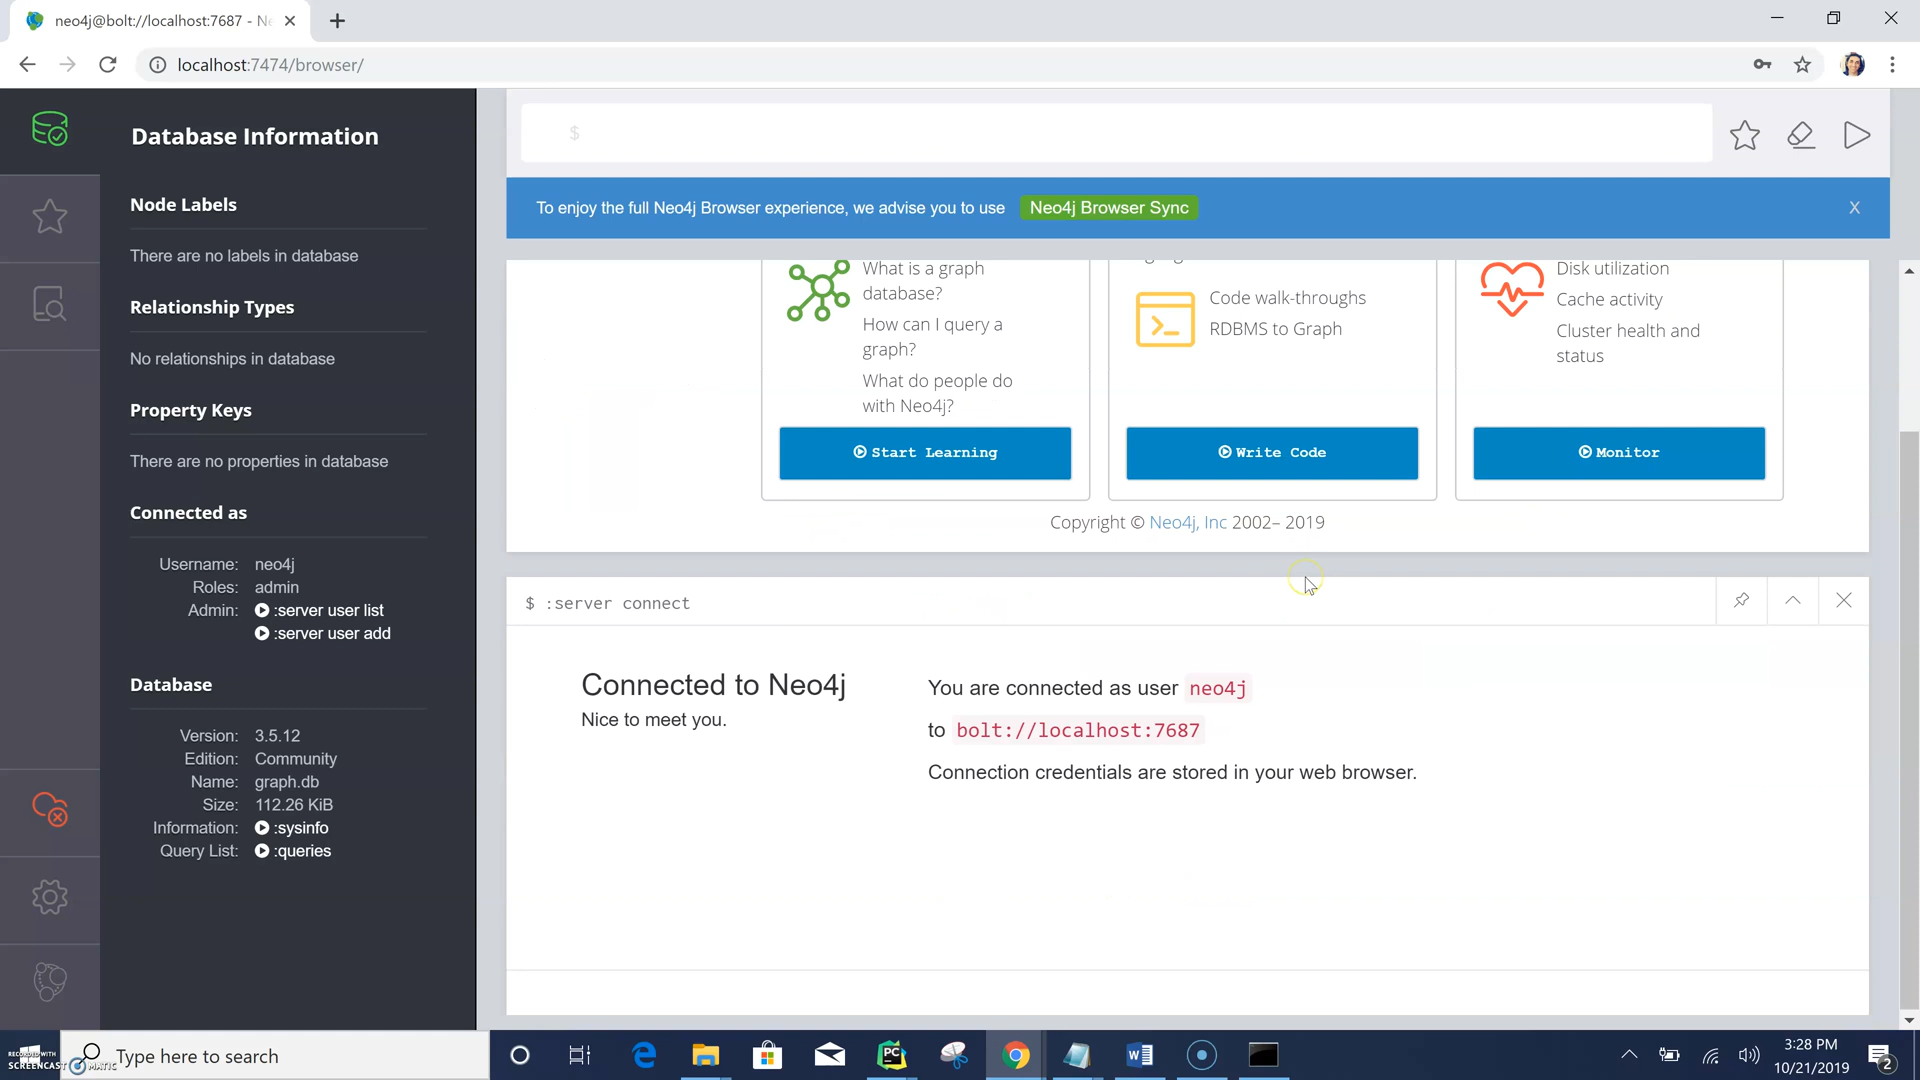 neo4j@bolt://localhost:7687 - Ne
localhost:7474/browser/
Database Information
Node Labels
There are no labels in database
Relationship Types
No relationships in database
Property Keys
There are no properties in database
Connected as
Username: neo4j
Roles: admin
Admin: :server user list
:server user add
Database
Version: 3.5.12
Edition: Community
Name: graph.db
Size: 112.26 KiB
Information: :sysinfo
Query List: :queries
$
To enjoy the full Neo4j Browser experience, we advise you to use Neo4j Browser Sync X
What is a graph
database?
How can I query a
graph?
What do people do
with Neo4j?
Start Learning
Code walk-throughs
RDBMS to Graph
Write Code
Disk utilization
Cache activity
Cluster health and
status
Monitor
Copyright © Neo4j, Inc 2002– 2019
$ :server connect
Connected to Neo4j
Nice to meet you.
You are connected as user neo4j
to bolt://localhost:7687
Connection credentials are stored in your web browser.
RECORDED WITH
SCREENCAST MATIC
Type here to search
PC
W
3:28 PM
10/21/2019
2